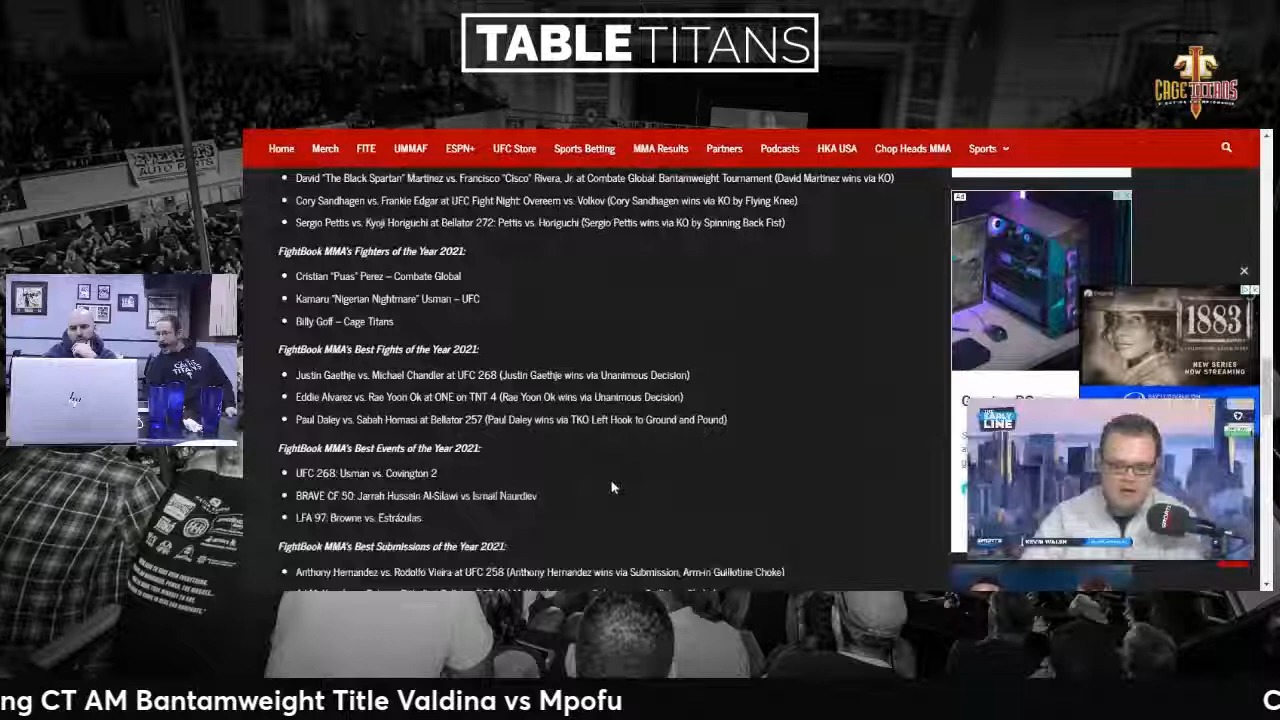 TABLE TITANS
CAGE TITANS
Home Merch FITE UMMAF ESPN+ UFC Store Sports Betting MMA Results Partners Podcasts HKA USA Chop Heads MMA Sports
David "The Black Spartan" Martinez vs. Francisco "Cisco" Rivera, Jr. at Combate Global: Bantamweight Tournament (David Martinez wins via KO)
Cory Sandhagen vs. Frankie Edgar at UFC Fight Night: Overeem vs. Volkov (Cory Sandhagen wins via KO by Flying Knee)
Sergio Pettis vs. Kyoji Horiguchi at Bellator 272: Pettis vs. Horiguchi (Sergio Pettis wins via KO by Spinning Back Fist)
FightBook MMA's Fighters of the Year 2021:
Cristian "Puas" Perez – Combate Global
Kamaru "Nigerian Nightmare" Usman – UFC
Billy Goff – Cage Titans
FightBook MMA's Best Fights of the Year 2021:
Justin Gaethje vs. Michael Chandler at UFC 268 (Justin Gaethje wins via Unanimous Decision)
Eddie Alvarez vs. Rae Yoon Ok at ONE on TNT 4 (Rae Yoon Ok wins via Unanimous Decision)
Paul Daley vs. Sabah Homasi at Bellator 257 (Paul Daley wins via TKO Left Hook to Ground and Pound)
FightBook MMA's Best Events of the Year 2021:
UFC 268: Usman vs. Covington 2
BRAVE CF 50: Jarrah Hussein Al-Silawi vs Ismail Naurdiev
LFA 97: Browne vs. Estrázulas
FightBook MMA's Best Submissions of the Year 2021:
Anthony Hernandez vs. Rodolfo Vieira at UFC 258 (Anthony Hernandez wins via Submission, Arm-in Guillotine Choke)
Ad
1883
NEW SERIES
NOW STREAMING
THE EARLY LINE
KEVIN WALSH
EVERETT'S
AUTO PARTS
TITANS
hp
ng CT AM Bantamweight Title Valdina vs Mpofu